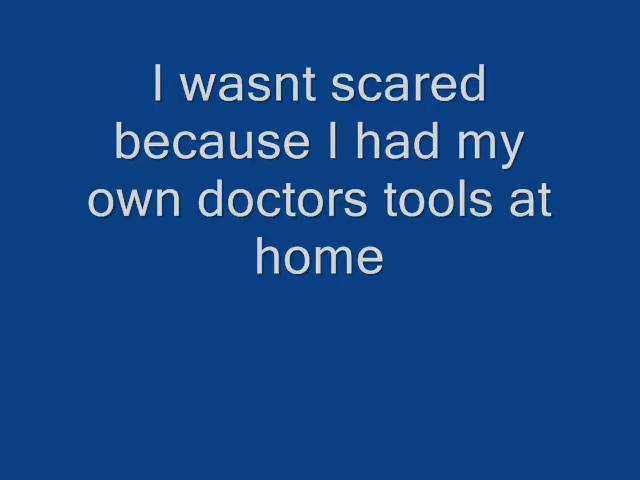 I wasnt scared
because I had my
own doctors tools at
home